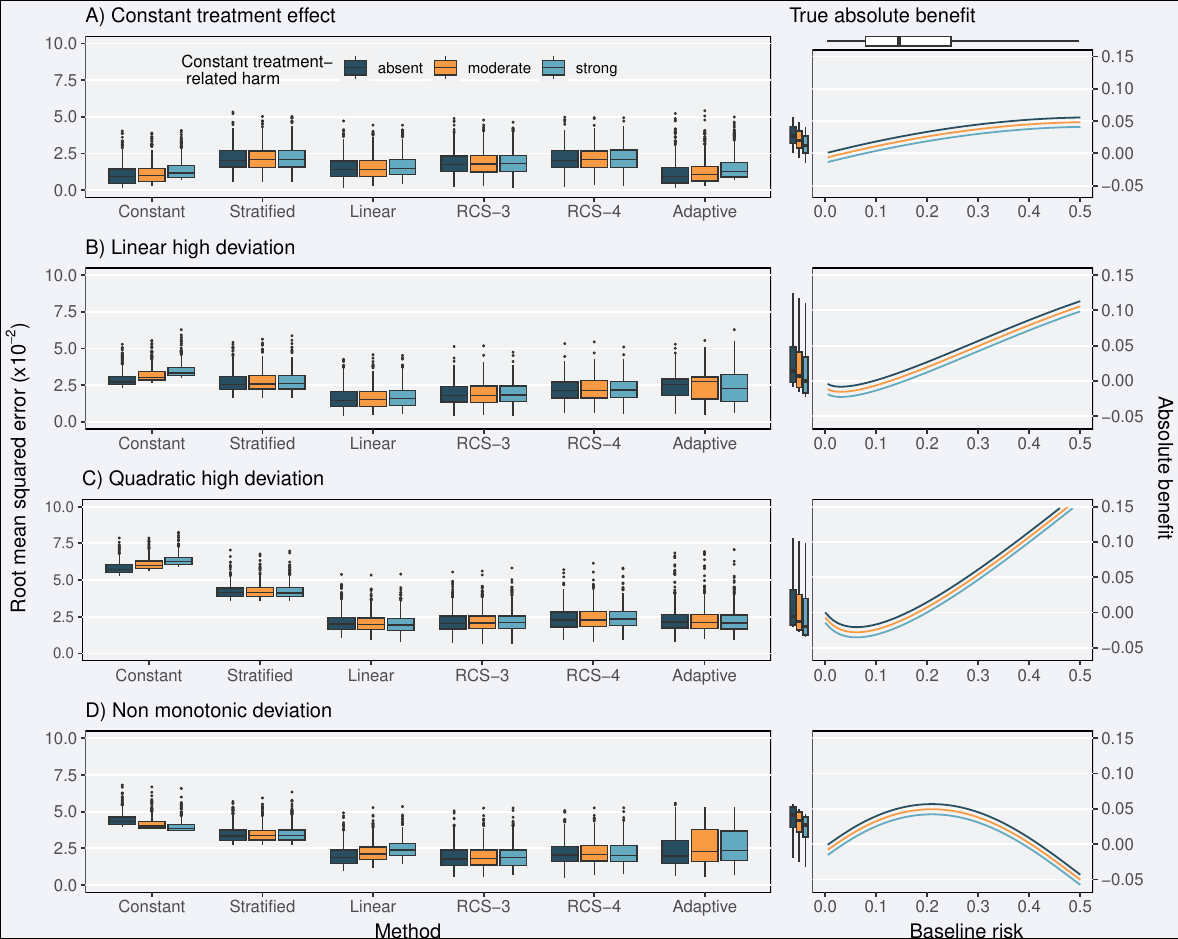 A) Constant treatment effect
True absolute benefit
Constant treatment−
related harm
absent
moderate
strong
10.0
7.5
5.0
2.5
0.0
Constant Stratified Linear RCS−3 RCS−4 Adaptive
0.15
0.10
0.05
0.00
−0.05
0.0 0.1 0.2 0.3 0.4 0.5
B) Linear high deviation
10.0
7.5
5.0
2.5
0.0
Constant Stratified Linear RCS−3 RCS−4 Adaptive
0.15
0.10
0.05
0.00
−0.05
0.0 0.1 0.2 0.3 0.4 0.5
C) Quadratic high deviation
10.0
7.5
5.0
2.5
0.0
Constant Stratified Linear RCS−3 RCS−4 Adaptive
0.15
0.10
0.05
0.00
−0.05
0.0 0.1 0.2 0.3 0.4 0.5
D) Non monotonic deviation
10.0
7.5
5.0
2.5
0.0
Constant Stratified Linear RCS−3 RCS−4 Adaptive
0.15
0.10
0.05
0.00
−0.05
0.0 0.1 0.2 0.3 0.4 0.5
Root mean squared error (x10⁻²)
Absolute benefit
Method
Baseline risk